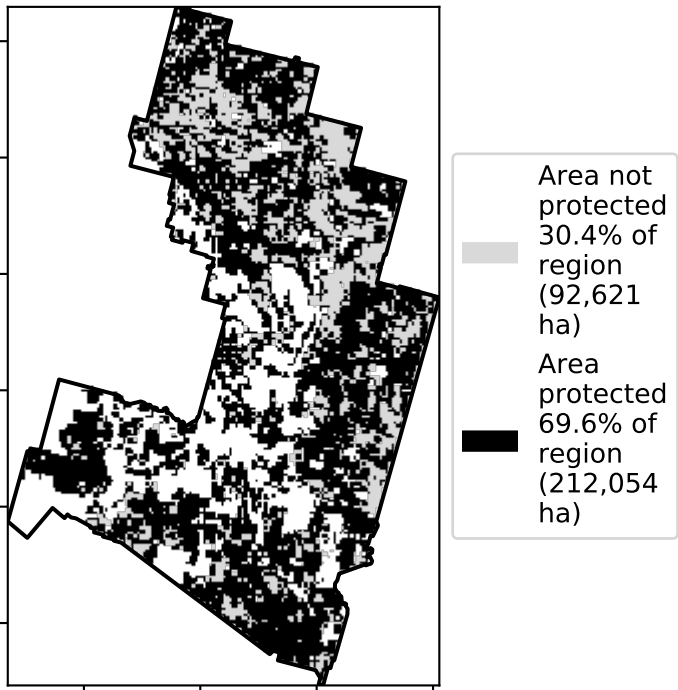 Area not
protected
30.4% of
region
(92,621
ha)
Area
protected
69.6% of
region
(212,054
ha)